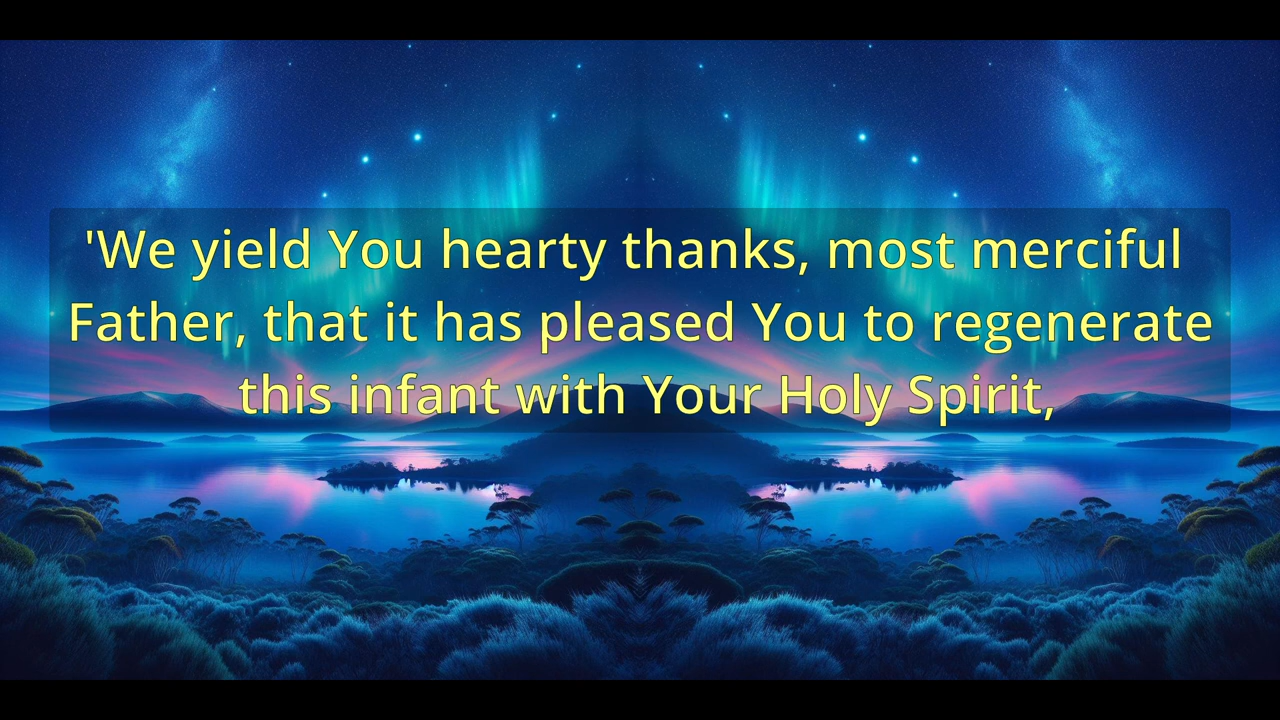 'We yield You hearty thanks, most merciful
Father, that it has pleased You to regenerate
this infant with Your Holy Spirit,